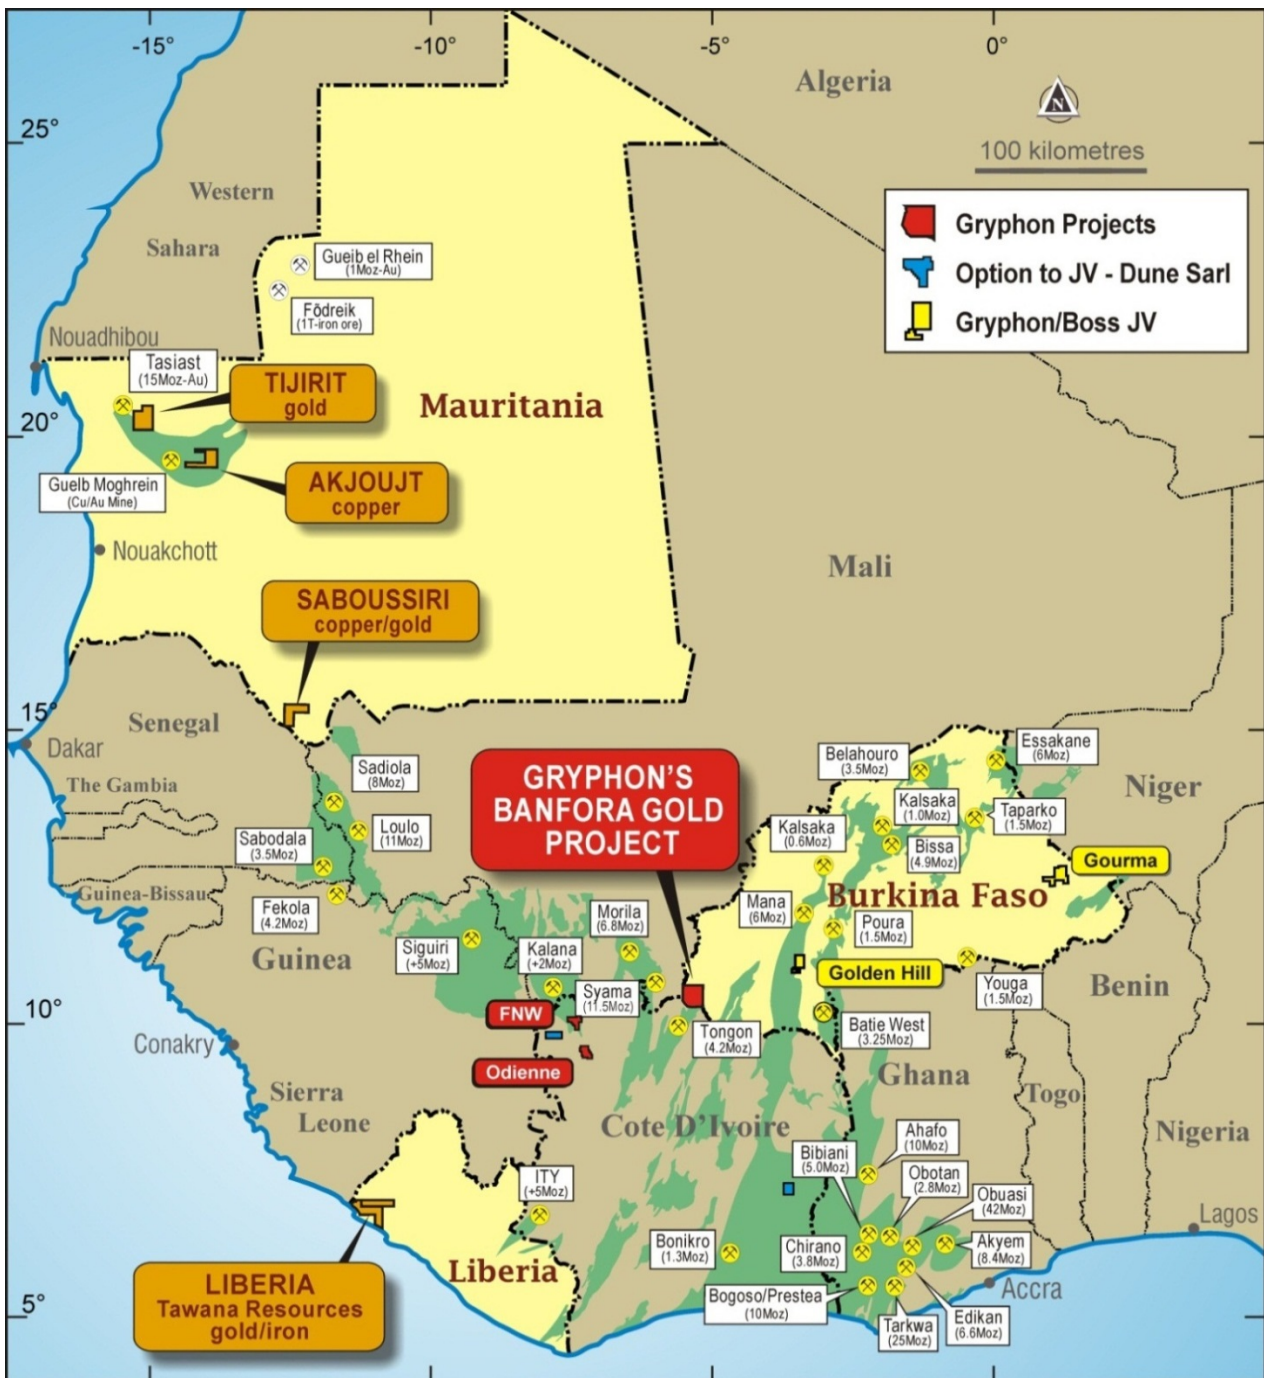 -15°
-10°
-5°
0°
Algeria
N
25°
100 kilometres
Western
Sahara
Gryphon Projects
Option to JV - Dune Sarl
Gryphon/Boss JV
Gueib el Rhein
(1Moz-Au)
Fôdreik
(1T-iron ore)
Nouadhibou
Tasiast
(15Moz-Au)
TIJIRIT
gold
Mauritania
20°
Guelb Moghrein
(Cu/Au Mine)
AKJOUJT
copper
Nouakchott
Mali
SABOUSSIRI
copper/gold
15°
Senegal
Dakar
The Gambia
Sadiola
(8Moz)
Loulo
(11Moz)
Sabodala
(3.5Moz)
Guinea-Bissau
Fekola
(4.2Moz)
GRYPHON'S
BANFORA GOLD
PROJECT
Belahouro
(3.5Moz)
Essakane
(6Moz)
Niger
Kalsaka
(1.0Moz)
Taparko
(1.5Moz)
Kalsaka
(0.6Moz)
Bissa
(4.9Moz)
Gourma
Burkina Faso
Mana
(6Moz)
Poura
(1.5Moz)
Golden Hill
Youga
(1.5Moz)
Benin
Guinea
Siguiri
(+5Moz)
Kalana
(+2Moz)
Morila
(6.8Moz)
Syama
(11.5Moz)
FNW
10°
Tongon
(4.2Moz)
Batie West
(3.25Moz)
Conakry
Odienne
Ghana
Togo
Sierra
Leone
Cote D'Ivoire
Nigeria
Ahafo
(10Moz)
Bibiani
(5.0Moz)
Obotan
(2.8Moz)
Obuasi
(42Moz)
ITY
(+5Moz)
Lagos
Bonikro
(1.3Moz)
Chirano
(3.8Moz)
Akyem
(8.4Moz)
Liberia
Bogoso/Prestea
(10Moz)
Accra
LIBERIA
Tawana Resources
gold/iron
5°
Tarkwa
(25Moz)
Edikan
(6.6Moz)